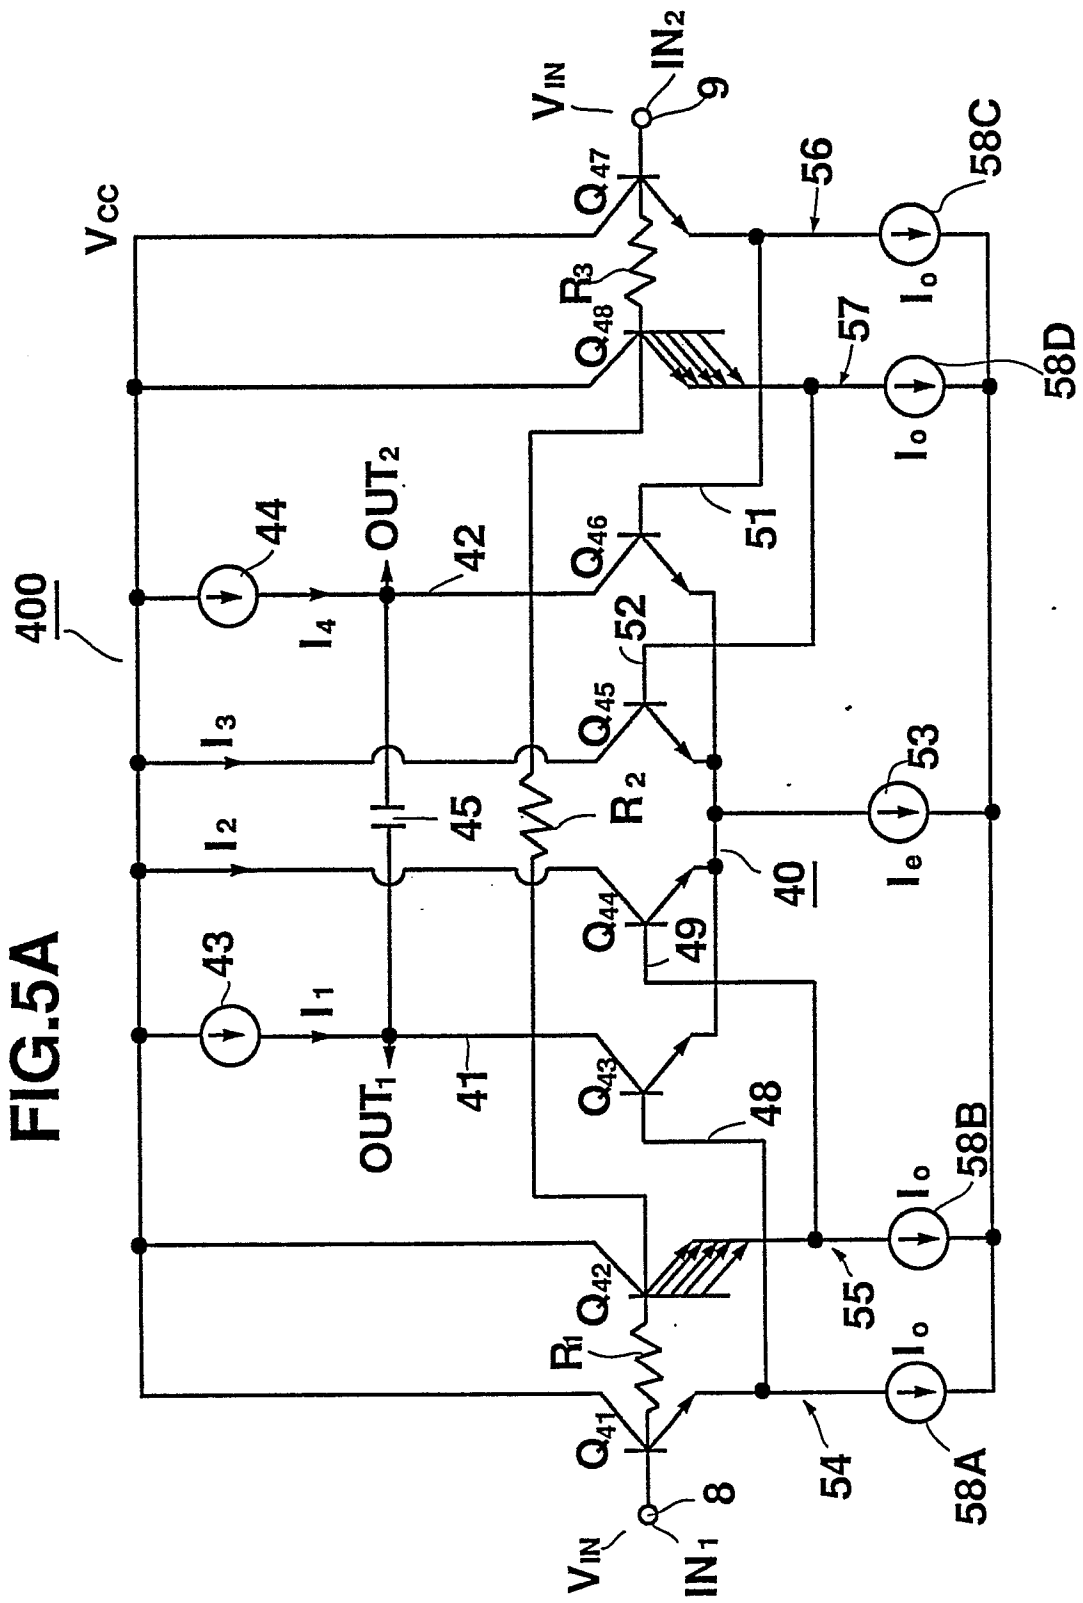 FIG.5A
400
VCC
43
I1
I2
I3
44
I4
OUT1
41
45
42
OUT2
R2
VIN
IN1
8
Q41
R1
Q42
Q43
Q44
49
Q45
52
Q46
Q48
R3
Q47
VIN
IN2
9
48
40
51
54
55
57
56
58A
Io
Io
58B
Ie
53
Io
58D
Io
58C